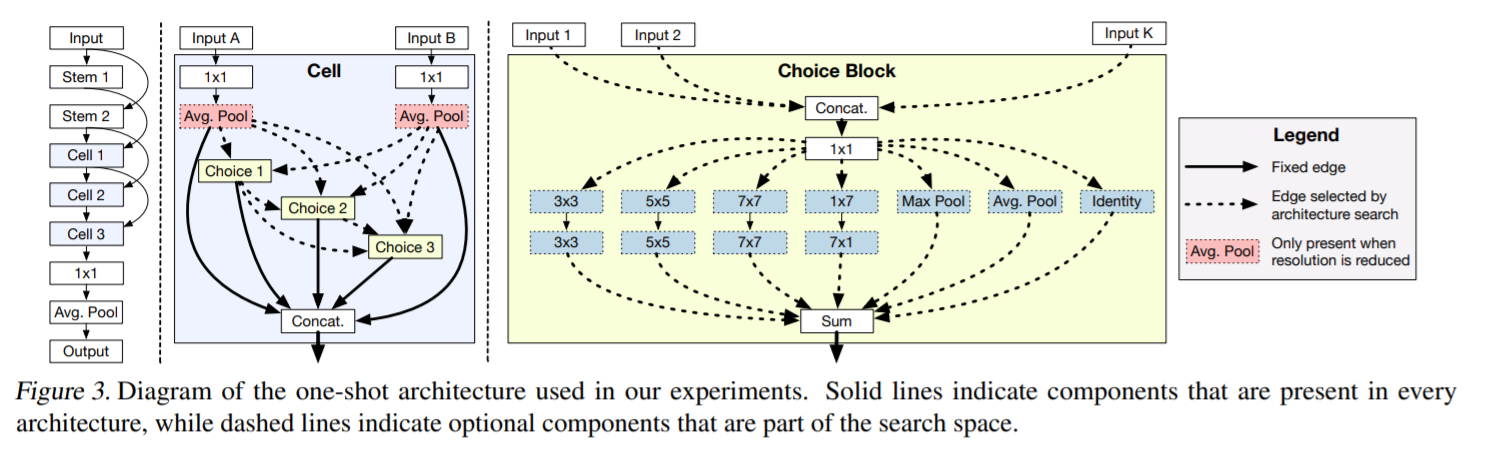 Input
Stem 1
Stem 2
Cell 1
Cell 2
Cell 3
1x1
Avg. Pool
Output
Input A
Input B
Cell
1x1
1x1
Avg. Pool
Avg. Pool
Choice 1
Choice 2
Choice 3
Concat.
Input 1
Input 2
Input K
Choice Block
Concat.
1x1
3x3
5x5
7x7
1x7
Max Pool
Avg. Pool
Identity
3x3
5x5
7x7
7x1
Sum
Legend
Fixed edge
Edge selected by
architecture search
Avg. Pool
Only present when
resolution is reduced
Figure 3. Diagram of the one-shot architecture used in our experiments. Solid lines indicate components that are present in every
architecture, while dashed lines indicate optional components that are part of the search space.